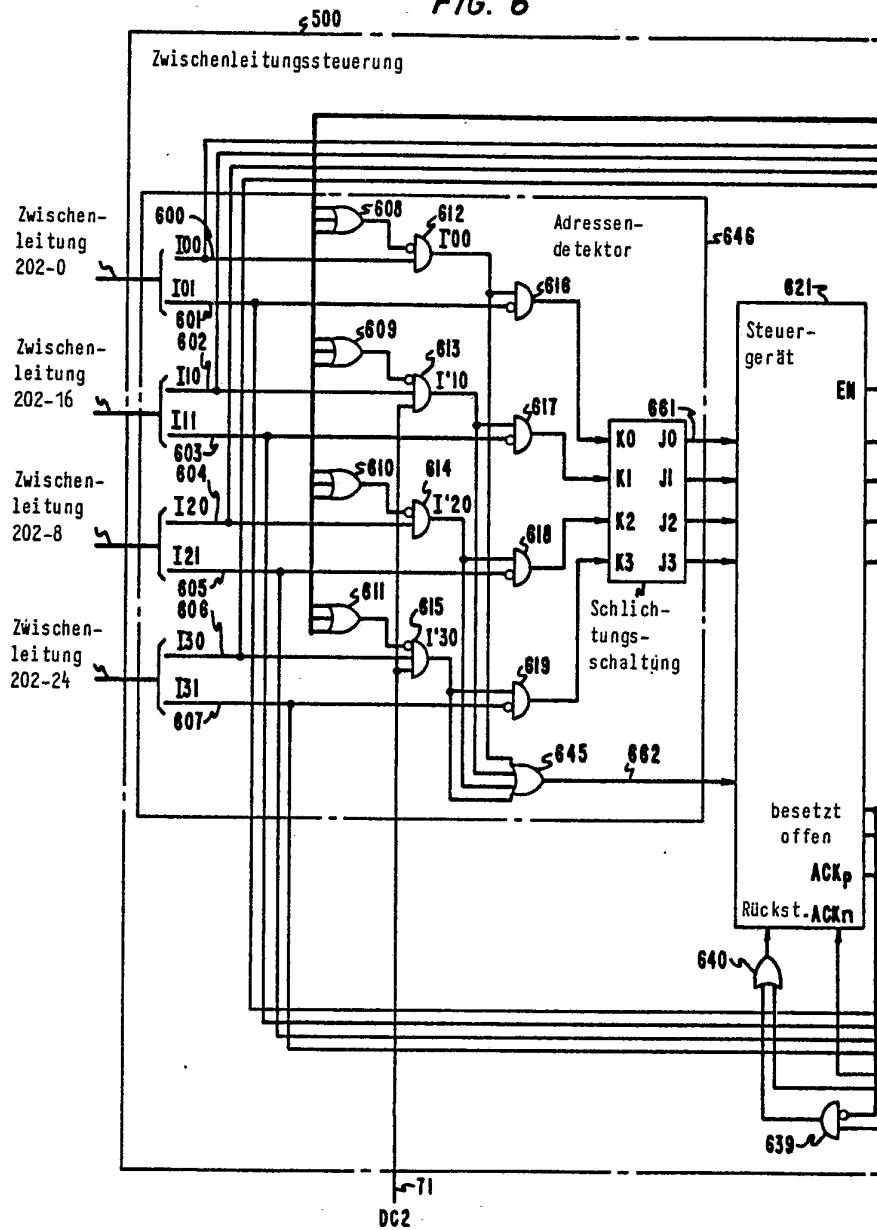 FIG. 6
500
Zwischenleitungssteuerung
Zwischen-
leitung
202-0
600
I00
I01
601
608
612
I'00
Adressen-
detektor
646
616
621
Steuer-
gerät
EN
Zwischen-
leitung
202-16
602
I10
I11
603
609
613
I'10
617
661
K0 J0
K1 J1
K2 J2
K3 J3
Schlich-
tungs-
schaltung
Zwischen-
leitung
202-8
604
I20
I21
605
610
614
I'20
618
Zwischen-
leitung
202-24
606
I30
I31
607
611
615
I'30
619
645
662
besetzt
offen
ACKp
Rückst. ACKn
640
639
71
DC2